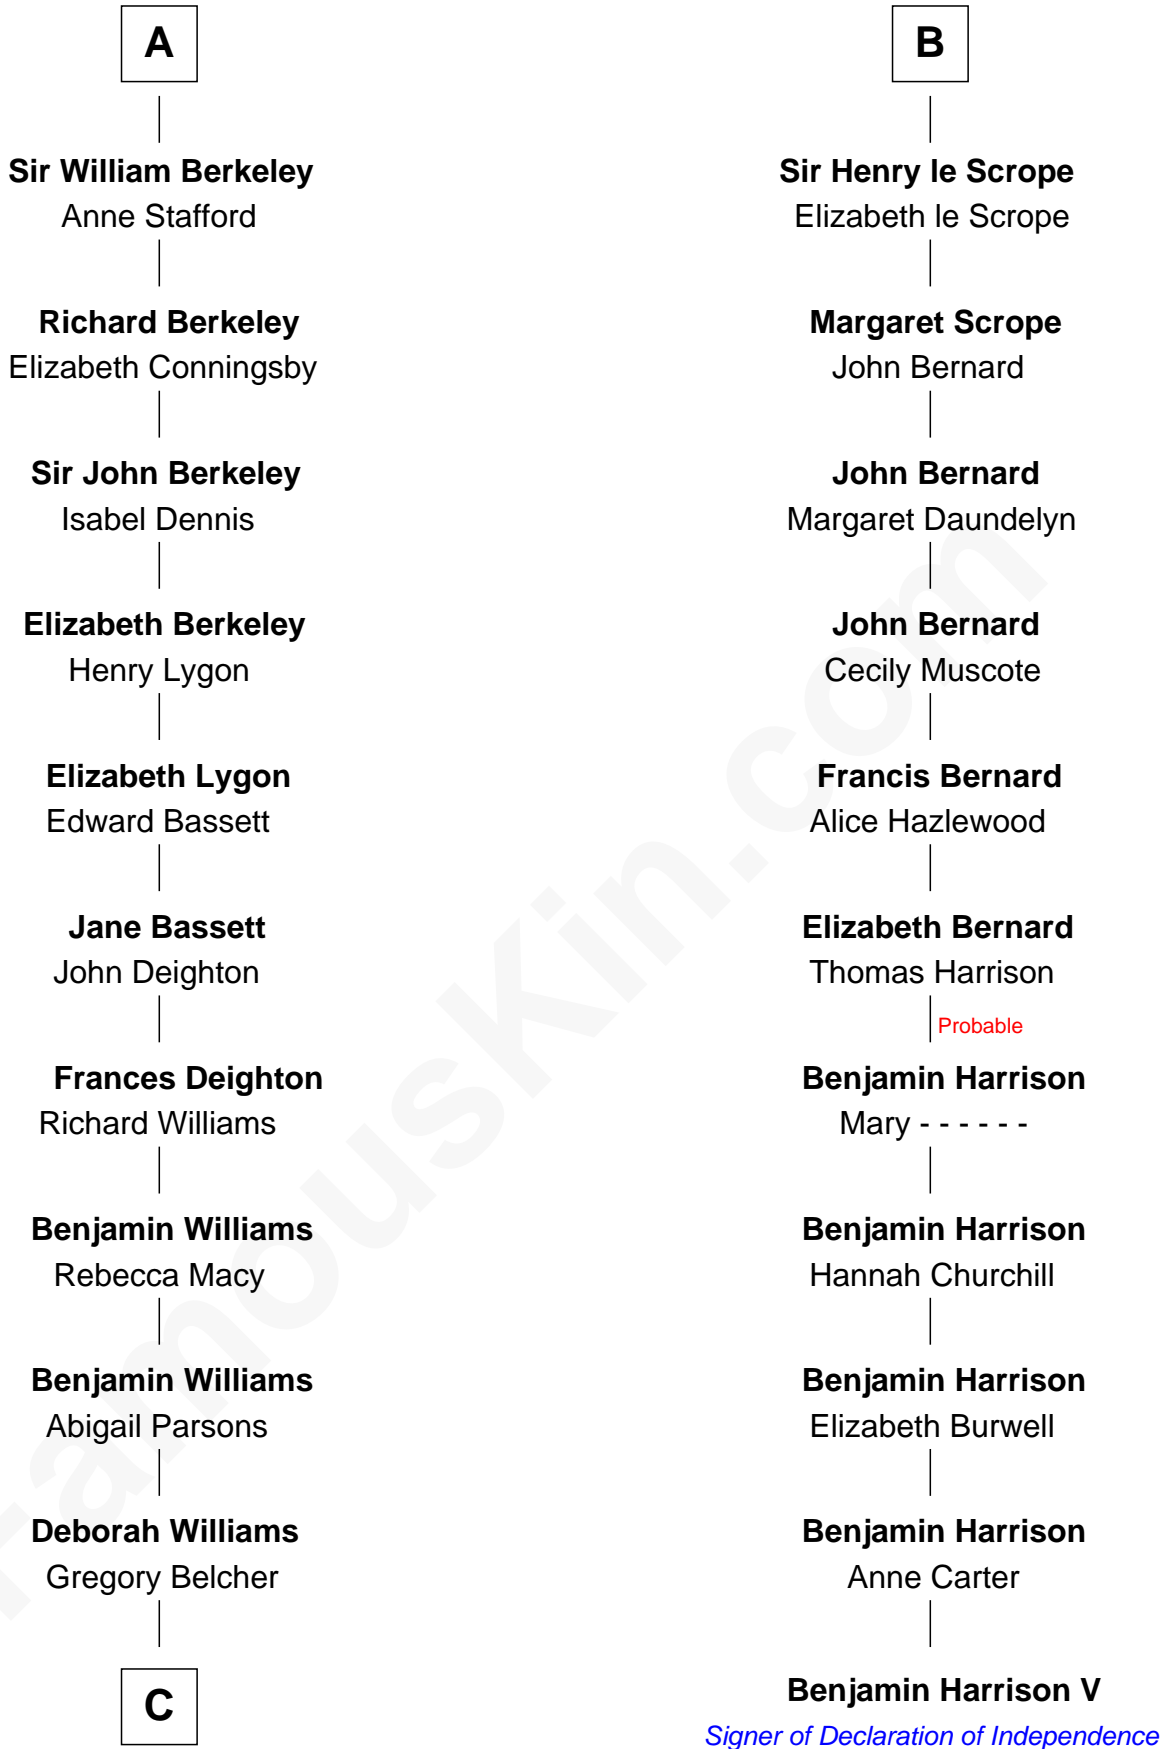 A
Sir William Berkeley
Anne Stafford
Richard Berkeley
Elizabeth Conningsby
Sir John Berkeley
Isabel Dennis
Elizabeth Berkeley
Henry Lygon
Elizabeth Lygon
Edward Bassett
Jane Bassett
John Deighton
Frances Deighton
Richard Williams
Benjamin Williams
Rebecca Macy
Benjamin Williams
Abigail Parsons
Deborah Williams
Gregory Belcher
C
B
Sir Henry le Scrope
Elizabeth le Scrope
Margaret Scrope
John Bernard
John Bernard
Margaret Daundelyn
John Bernard
Cecily Muscote
Francis Bernard
Alice Hazlewood
Elizabeth Bernard
Thomas Harrison
Probable
Benjamin Harrison
Mary - - - - - -
Benjamin Harrison
Hannah Churchill
Benjamin Harrison
Elizabeth Burwell
Benjamin Harrison
Anne Carter
Benjamin Harrison V
Signer of Declaration of Independence
FamousKin.com